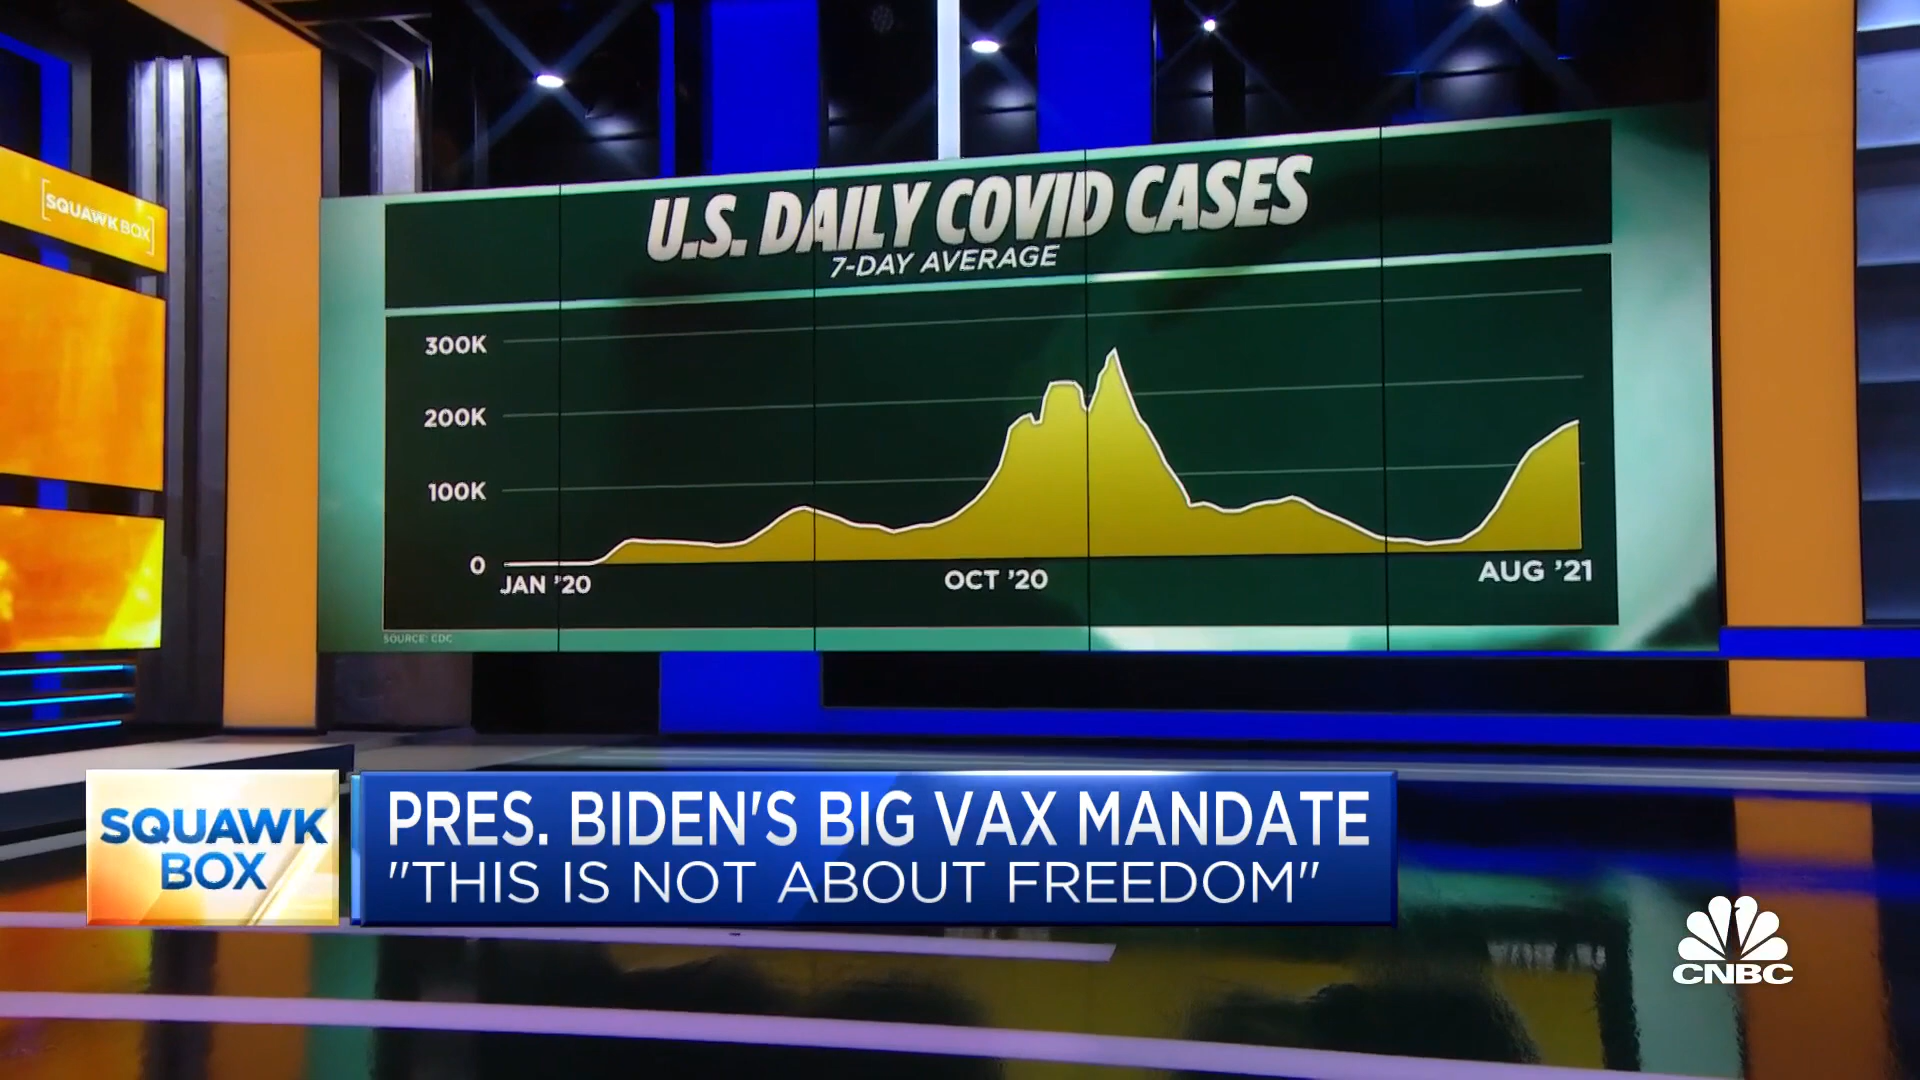 [SQUAWK BOX]
U.S. DAILY COVID CASES
7-DAY AVERAGE
300K
200K
100K
0
JAN '20
OCT '20
AUG '21
SOURCE: CDC
SQUAWK
BOX
PRES. BIDEN'S BIG VAX MANDATE
"THIS IS NOT ABOUT FREEDOM"
CNBC